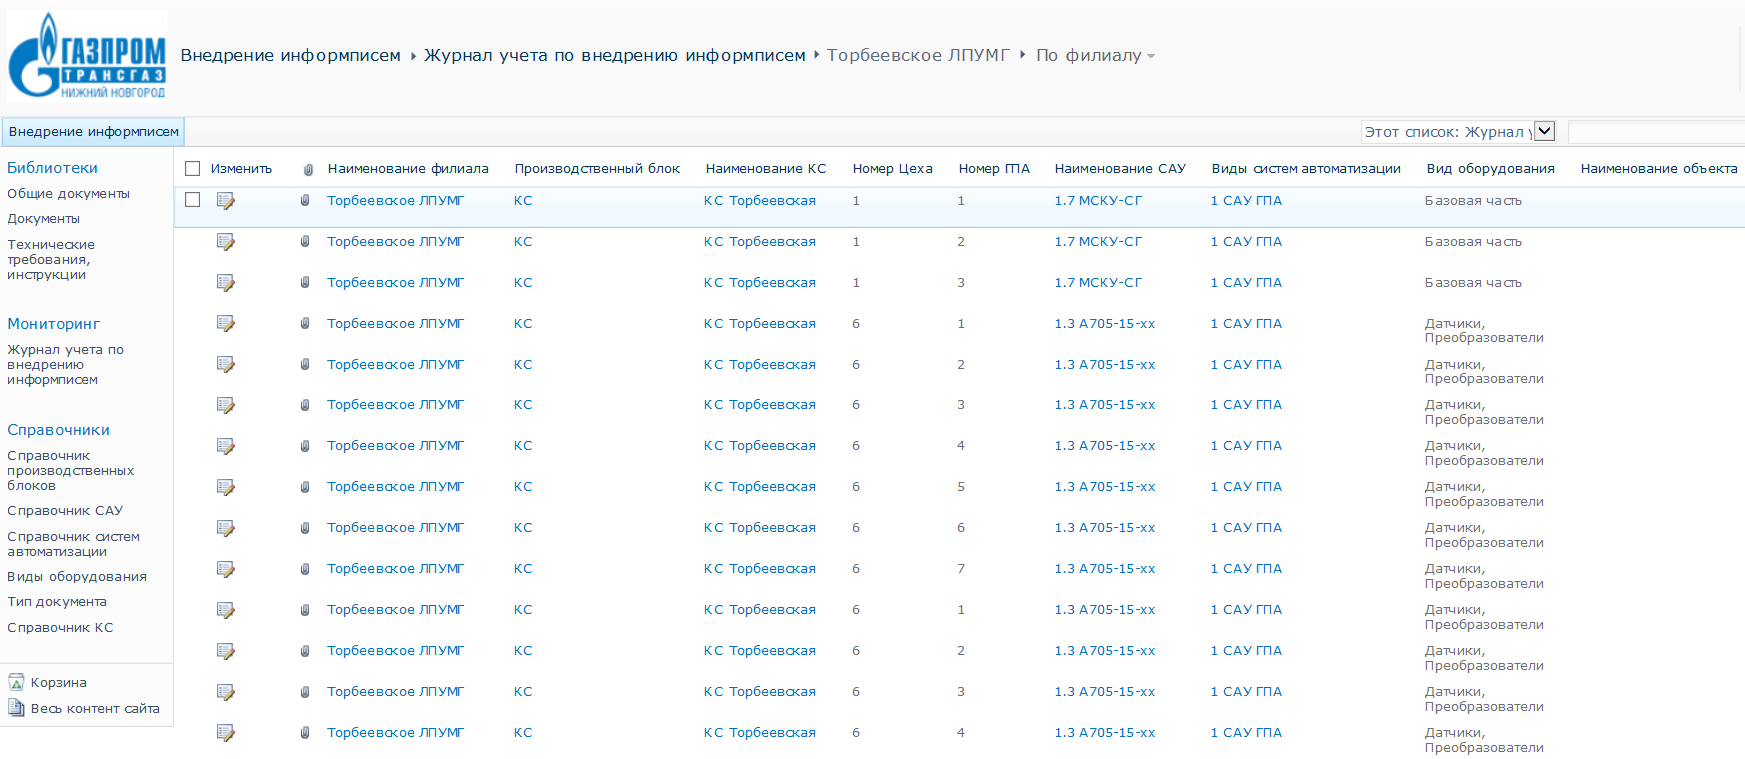 ГАЗПРОМ
ТРАНСГАЗ
НИЖНИЙ НОВГОРОД
Внедрение информписем Журнал учета по внедрению информписем Торбеевское ЛПУМГ По филиалу
Внедрение информписем
Этот список: Журнал у
Библиотеки
Общие документы
Документы
Технические
требования,
инструкции
Мониторинг
Журнал учета по
внедрению
информписем
Справочники
Справочник
производственных
блоков
Справочник САУ
Справочник систем
автоматизации
Виды оборудования
Тип документа
Справочник КС
Корзина
Весь контент сайта
Изменить Наименование филиала Производственный блок Наименование КС Номер Цеха Номер ГПА Наименование САУ Виды систем автоматизации Вид оборудования Наименование объекта
Торбеевское ЛПУМГ КС КС Торбеевская 1 1 1.7 МСКУ-СГ 1 САУ ГПА Базовая часть
Торбеевское ЛПУМГ КС КС Торбеевская 1 2 1.7 МСКУ-СГ 1 САУ ГПА Базовая часть
Торбеевское ЛПУМГ КС КС Торбеевская 1 3 1.7 МСКУ-СГ 1 САУ ГПА Базовая часть
Торбеевское ЛПУМГ КС КС Торбеевская 6 1 1.3 А705-15-хх 1 САУ ГПА Датчики,
Преобразователи
Торбеевское ЛПУМГ КС КС Торбеевская 6 2 1.3 А705-15-хх 1 САУ ГПА Датчики,
Преобразователи
Торбеевское ЛПУМГ КС КС Торбеевская 6 3 1.3 А705-15-хх 1 САУ ГПА Датчики,
Преобразователи
Торбеевское ЛПУМГ КС КС Торбеевская 6 4 1.3 А705-15-хх 1 САУ ГПА Датчики,
Преобразователи
Торбеевское ЛПУМГ КС КС Торбеевская 6 5 1.3 А705-15-хх 1 САУ ГПА Датчики,
Преобразователи
Торбеевское ЛПУМГ КС КС Торбеевская 6 6 1.3 А705-15-хх 1 САУ ГПА Датчики,
Преобразователи
Торбеевское ЛПУМГ КС КС Торбеевская 6 7 1.3 А705-15-хх 1 САУ ГПА Датчики,
Преобразователи
Торбеевское ЛПУМГ КС КС Торбеевская 6 1 1.3 А705-15-хх 1 САУ ГПА Датчики,
Преобразователи
Торбеевское ЛПУМГ КС КС Торбеевская 6 2 1.3 А705-15-хх 1 САУ ГПА Датчики,
Преобразователи
Торбеевское ЛПУМГ КС КС Торбеевская 6 3 1.3 А705-15-хх 1 САУ ГПА Датчики,
Преобразователи
Торбеевское ЛПУМГ КС КС Торбеевская 6 4 1.3 А705-15-хх 1 САУ ГПА Датчики,
Преобразователи